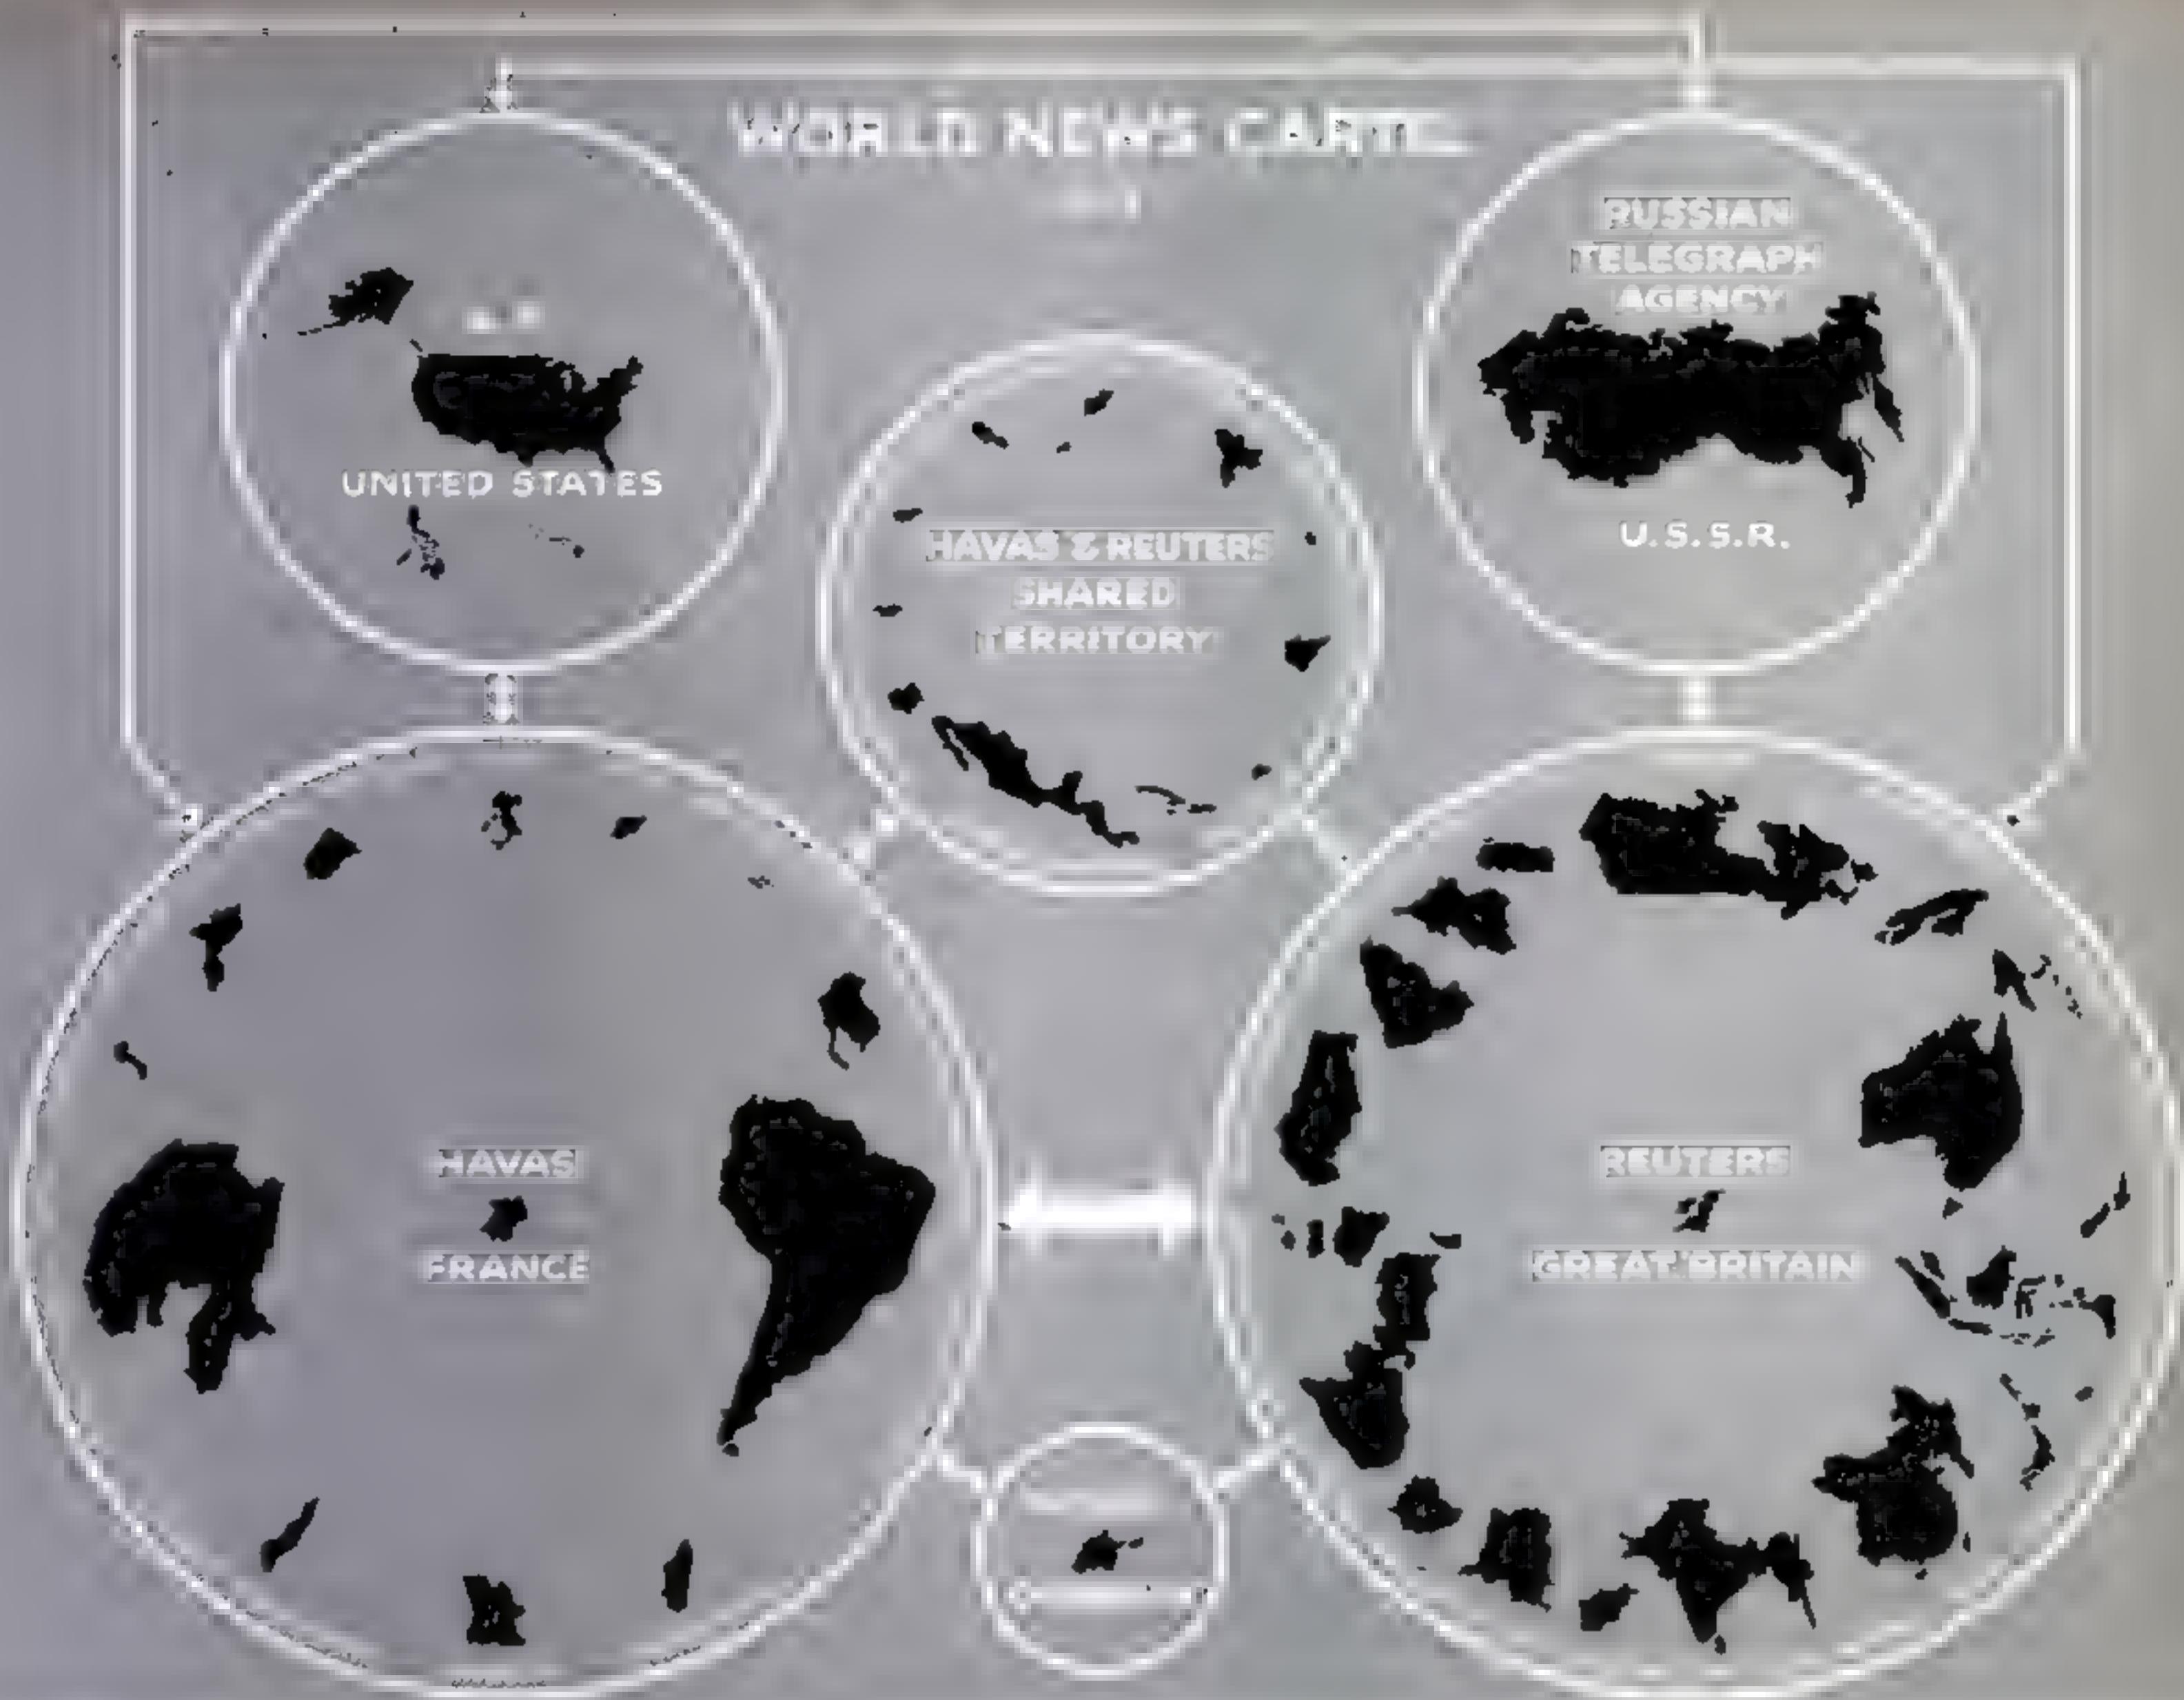 WORLD NEWS CARTEL
UNITED STATES
RUSSIAN
TELEGRAPH
AGENCY
U.S.S.R.
HAVAS & REUTERS
SHARED
TERRITORY
HAVAS
FRANCE
REUTERS
GREAT BRITAIN